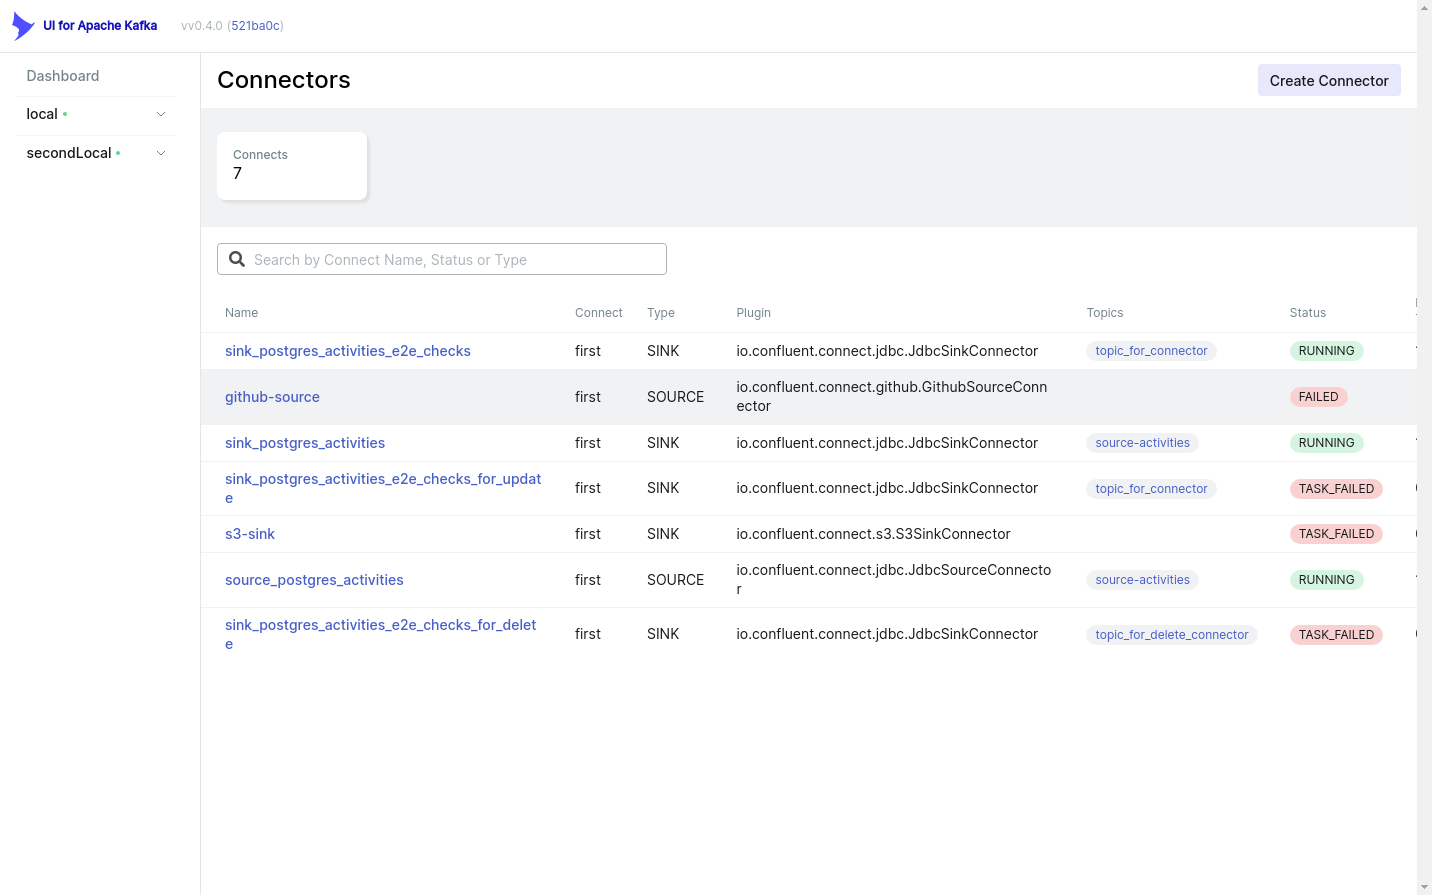 UI for Apache Kafka vv0.4.0 (521ba0c)
Dashboard
local
secondLocal
Connectors
Create Connector
Connects
7
Search by Connect Name, Status or Type
Name Connect Type Plugin Topics Status
sink_postgres_activities_e2e_checks first SINK io.confluent.connect.jdbc.JdbcSinkConnector topic_for_connector RUNNING
github-source first SOURCE io.confluent.connect.github.GithubSourceConn
ector FAILED
sink_postgres_activities first SINK io.confluent.connect.jdbc.JdbcSinkConnector source-activities RUNNING
sink_postgres_activities_e2e_checks_for_updat
e first SINK io.confluent.connect.jdbc.JdbcSinkConnector topic_for_connector TASK_FAILED
s3-sink first SINK io.confluent.connect.s3.S3SinkConnector TASK_FAILED
source_postgres_activities first SOURCE io.confluent.connect.jdbc.JdbcSourceConnecto
r source-activities RUNNING
sink_postgres_activities_e2e_checks_for_delet
e first SINK io.confluent.connect.jdbc.JdbcSinkConnector topic_for_delete_connector TASK_FAILED